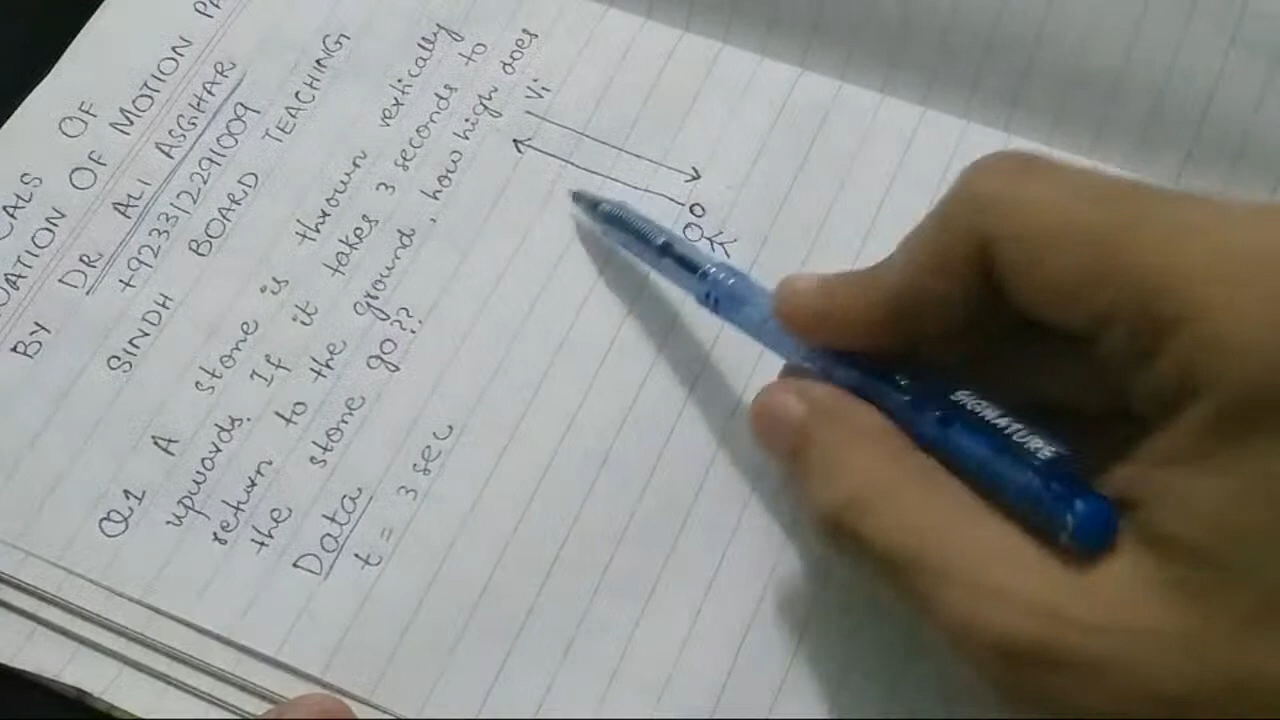 OF
UATION OF MOTION PA
BY DR. ALI ASGHAR
+923312291009
SINDH BOARD TEACHING
Q1 A stone is thrown vertically
upwards. If it takes 3 seconds to
return to the ground, how high does
the stone go??
Data
t = 3 sec
Vi
SIGNATURE